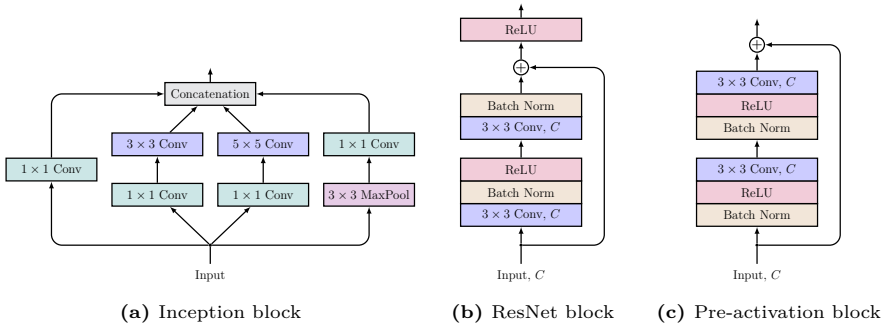 Concatenation
1 × 1 Conv
3 × 3 Conv
5 × 5 Conv
1 × 1 Conv
1 × 1 Conv
1 × 1 Conv
3 × 3 MaxPool
Input
(a) Inception block
ReLU
+
Batch Norm
3 × 3 Conv, C
ReLU
Batch Norm
3 × 3 Conv, C
Input, C
(b) ResNet block
+
3 × 3 Conv, C
ReLU
Batch Norm
3 × 3 Conv, C
ReLU
Batch Norm
Input, C
(c) Pre-activation block